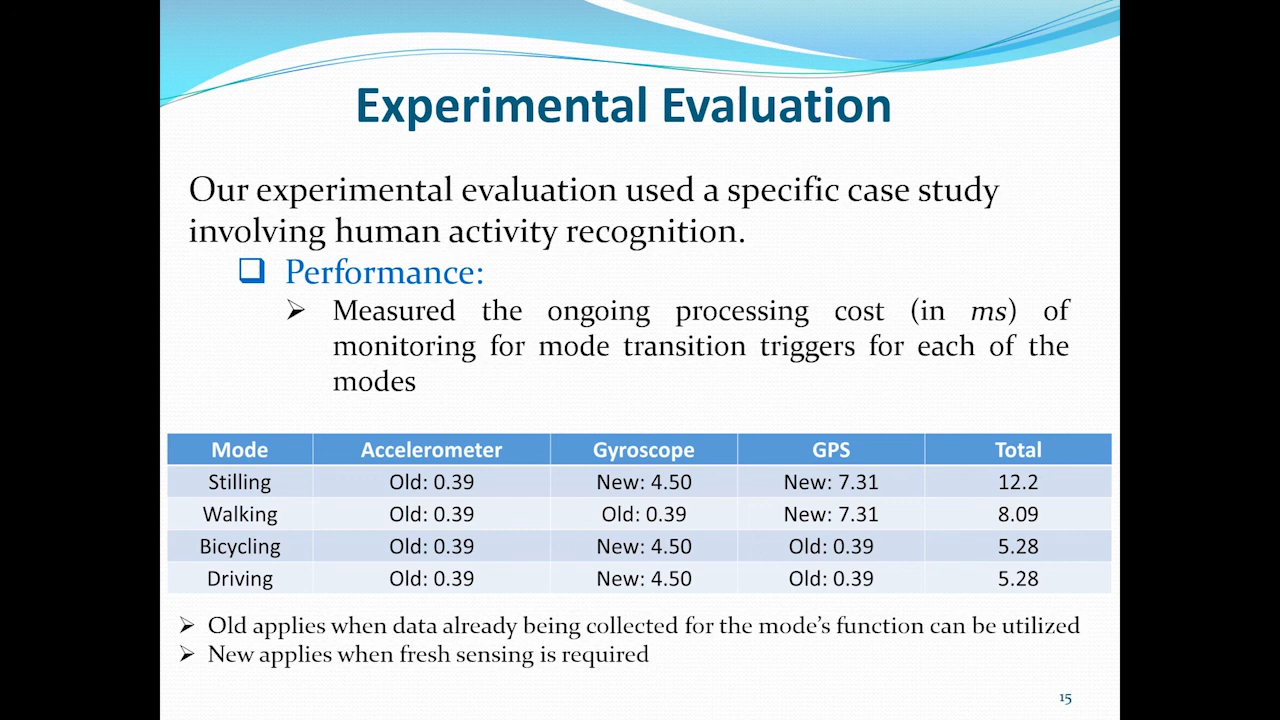 Experimental Evaluation
Our experimental evaluation used a specific case study
involving human activity recognition.
❑ Performance:
➢ Measured the ongoing processing cost (in ms) of
monitoring for mode transition triggers for each of the
modes
Mode Accelerometer Gyroscope GPS Total
Stilling Old: 0.39 New: 4.50 New: 7.31 12.2
Walking Old: 0.39 Old: 0.39 New: 7.31 8.09
Bicycling Old: 0.39 New: 4.50 Old: 0.39 5.28
Driving Old: 0.39 New: 4.50 Old: 0.39 5.28
➢ Old applies when data already being collected for the mode’s function can be utilized
➢ New applies when fresh sensing is required
15